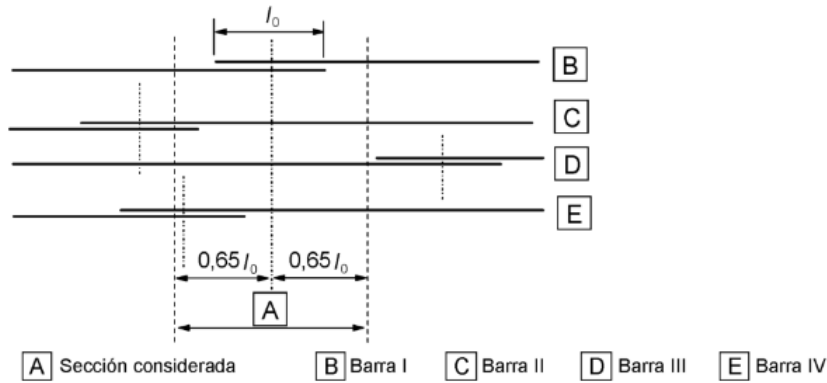 l₀
B
C
D
E
0,65 l₀ 0,65 l₀
A
A Sección considerada B Barra I C Barra II D Barra III E Barra IV